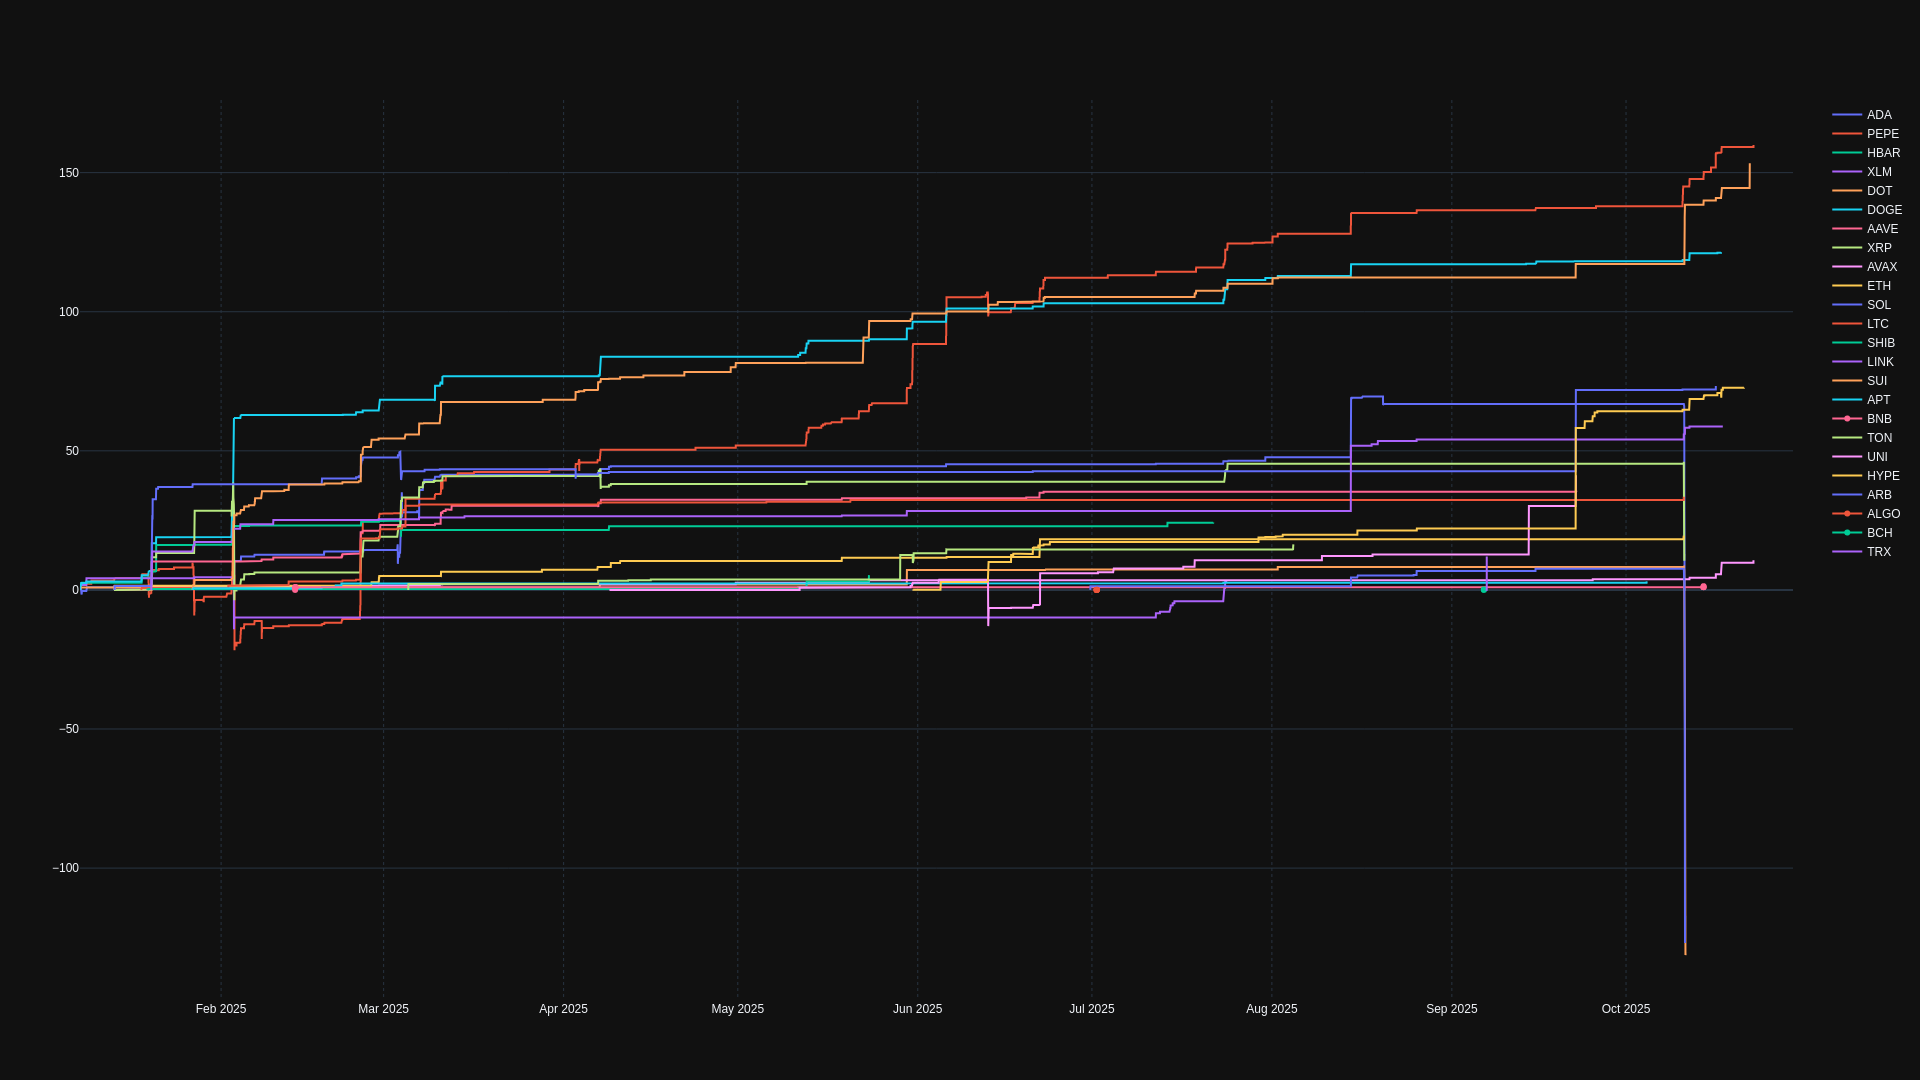 150
100
50
0
−50
−100
Feb 2025
Mar 2025
Apr 2025
May 2025
Jun 2025
Jul 2025
Aug 2025
Sep 2025
Oct 2025
ADA
PEPE
HBAR
XLM
DOT
DOGE
AAVE
XRP
AVAX
ETH
SOL
LTC
SHIB
LINK
SUI
APT
BNB
TON
UNI
HYPE
ARB
ALGO
BCH
TRX